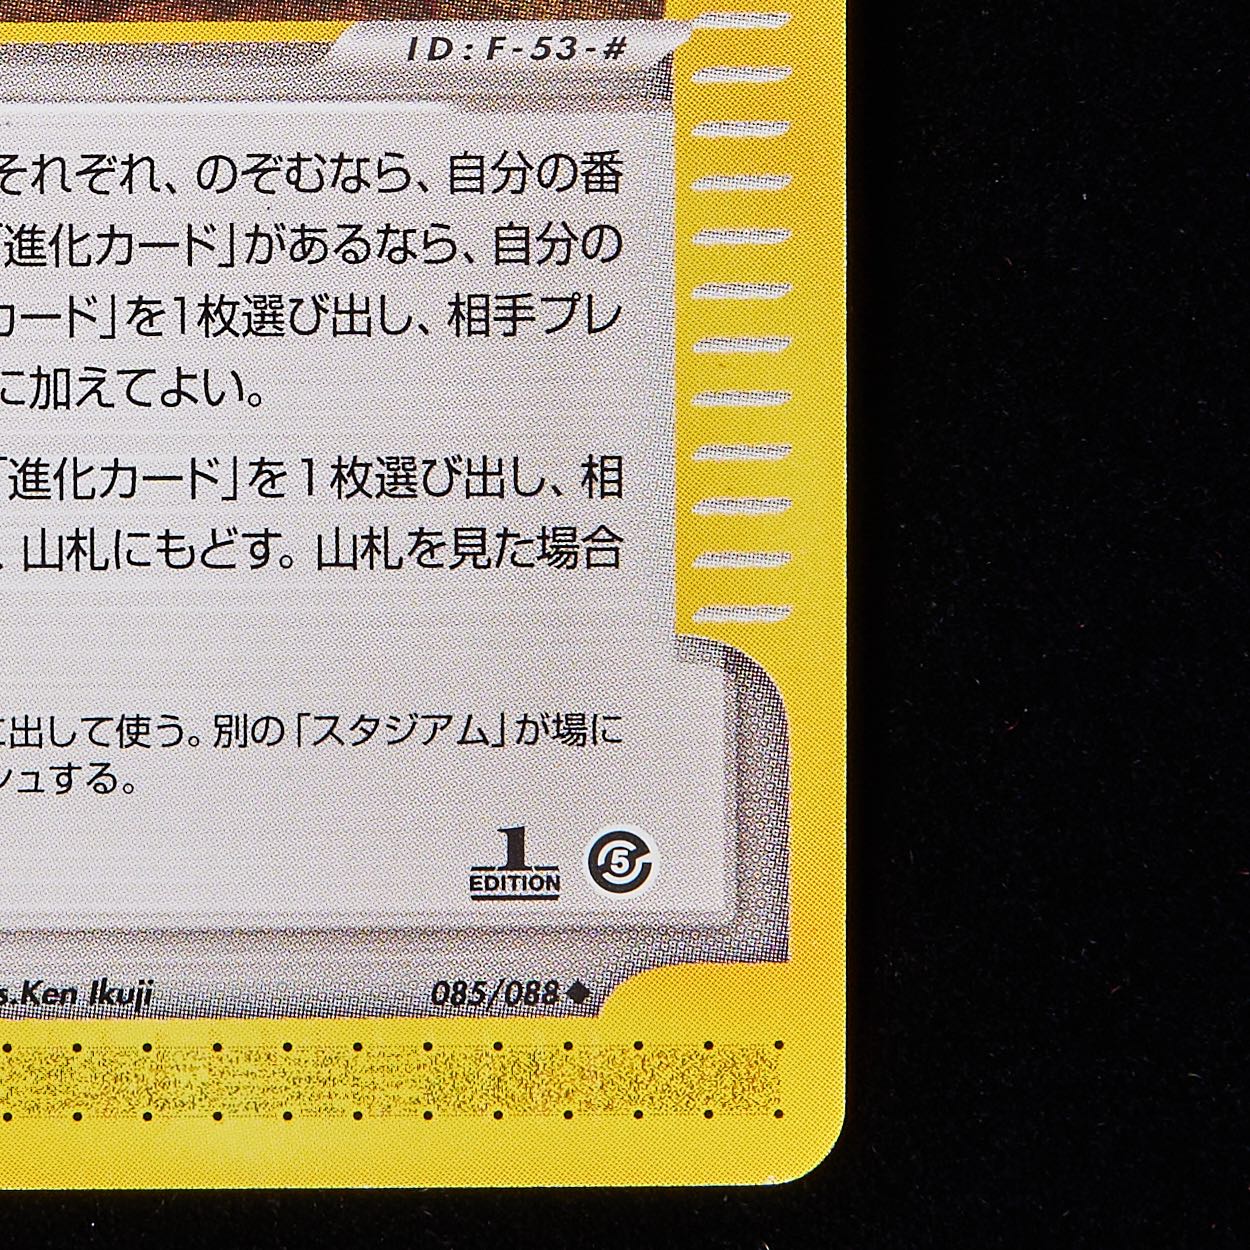 ID:F-53-#
それぞれ、のぞむなら、自分の番
「進化カード」があるなら、自分の
カード」を1枚選び出し、相手プレ
に加えてよい。
「進化カード」を1枚選び出し、相
、山札にもどす。山札を見た場合
に出して使う。別の「スタジアム」が場に
シュする。
1
EDITION
5
s.Ken Ikuji
085/088◆